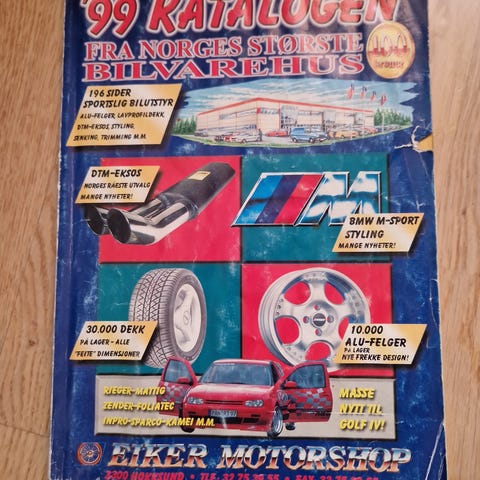 '99 KATALOGEN
FRA NORGES STØRSTE
BILVAREHUS
196 SIDER
SPORTSLIG BILUTSTYR
ALU-FELGER, LAVPROFILDEKK,
DTM-EKSOS, STYLING,
SENKING, TRIMMING M.M.
DTM-EKSOS
NORGES RÅESTE UTVALG
MANGE NYHETER!
M
BMW M-SPORT
STYLING
MANGE NYHETER!
30.000 DEKK
PÅ LAGER - ALLE
"FEITE" DIMENSJONER
10.000
ALU-FELGER
PÅ LAGER
NYE FREKKE DESIGN!
RIEGER-MATTIG
ZENDER-FOLIATEC
INPRO-SPARCO-KAMEI M.M.
MASSE
NYTT TIL
GOLF IV!
EIKER MOTORSHOP
3300 HOKKSUND • TLF. 32 75